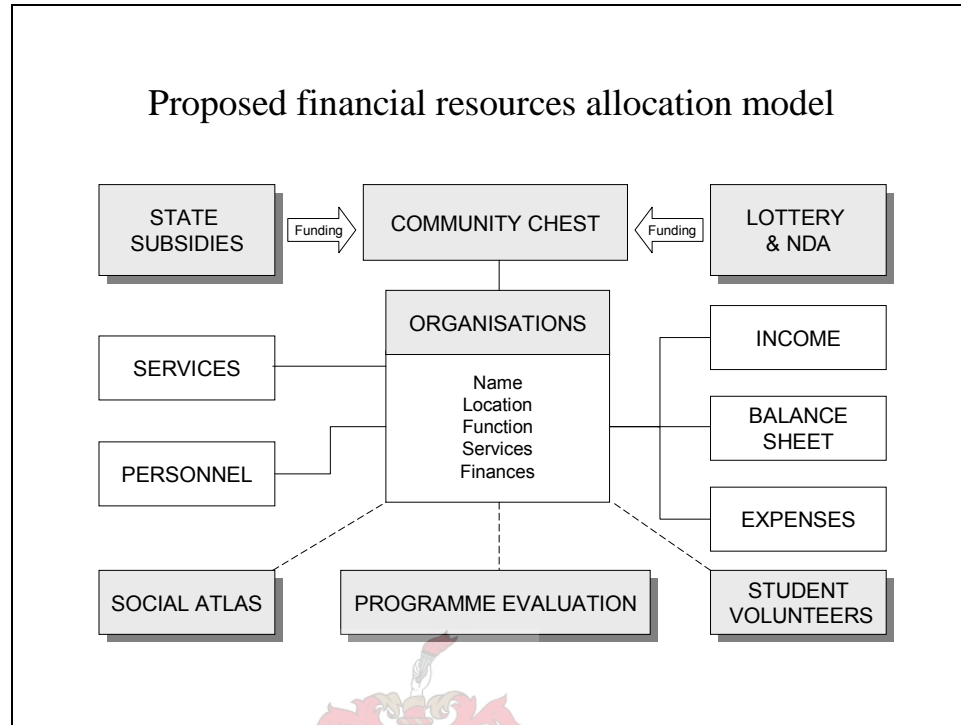 Proposed financial resources allocation model
STATE
SUBSIDIES
Funding
COMMUNITY CHEST
Funding
LOTTERY
& NDA
ORGANISATIONS
Name
Location
Function
Services
Finances
SERVICES
PERSONNEL
INCOME
BALANCE
SHEET
EXPENSES
SOCIAL ATLAS
PROGRAMME EVALUATION
STUDENT
VOLUNTEERS